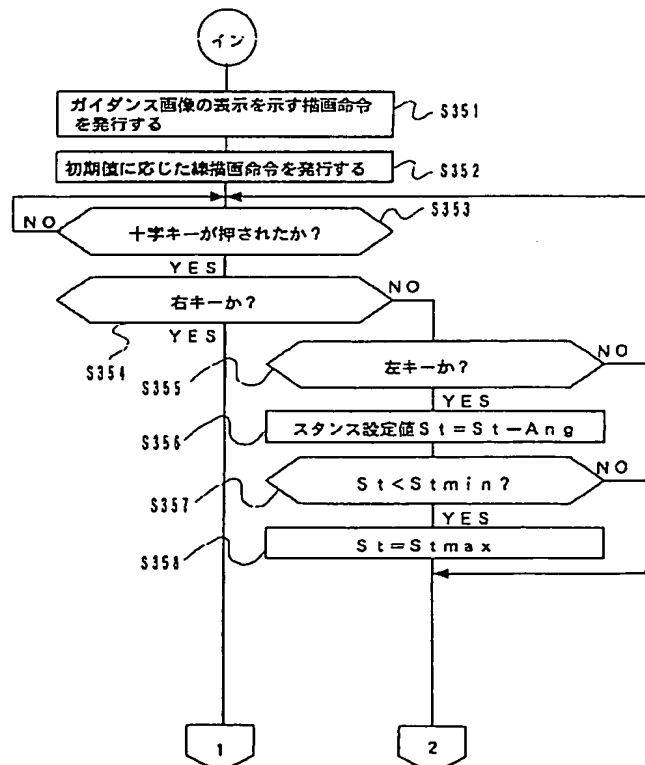 イン
ガイダンス画像の表示を示す描画命令
を発行する
S351
初期値に応じた線描画命令を発行する
S352
S353
NO
十字キーが押されたか?
YES
右キーか?
NO
YES
S354
S355
左キーか?
NO
YES
S356
スタンス設定値St=St−Ang
S357
St<Stmin?
NO
YES
S358
St=Stmax
1
2